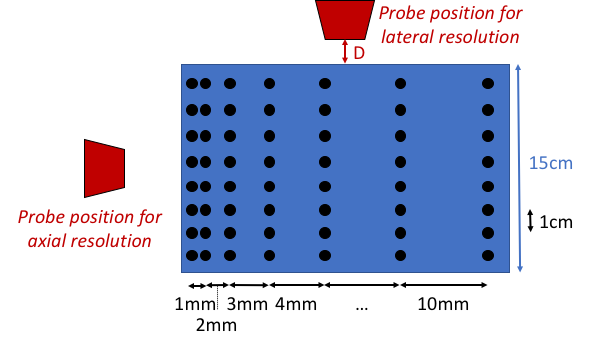 Probe position for
lateral resolution
D
15cm
Probe position for
axial resolution
1cm
1mm 3mm 4mm ... 10mm
2mm